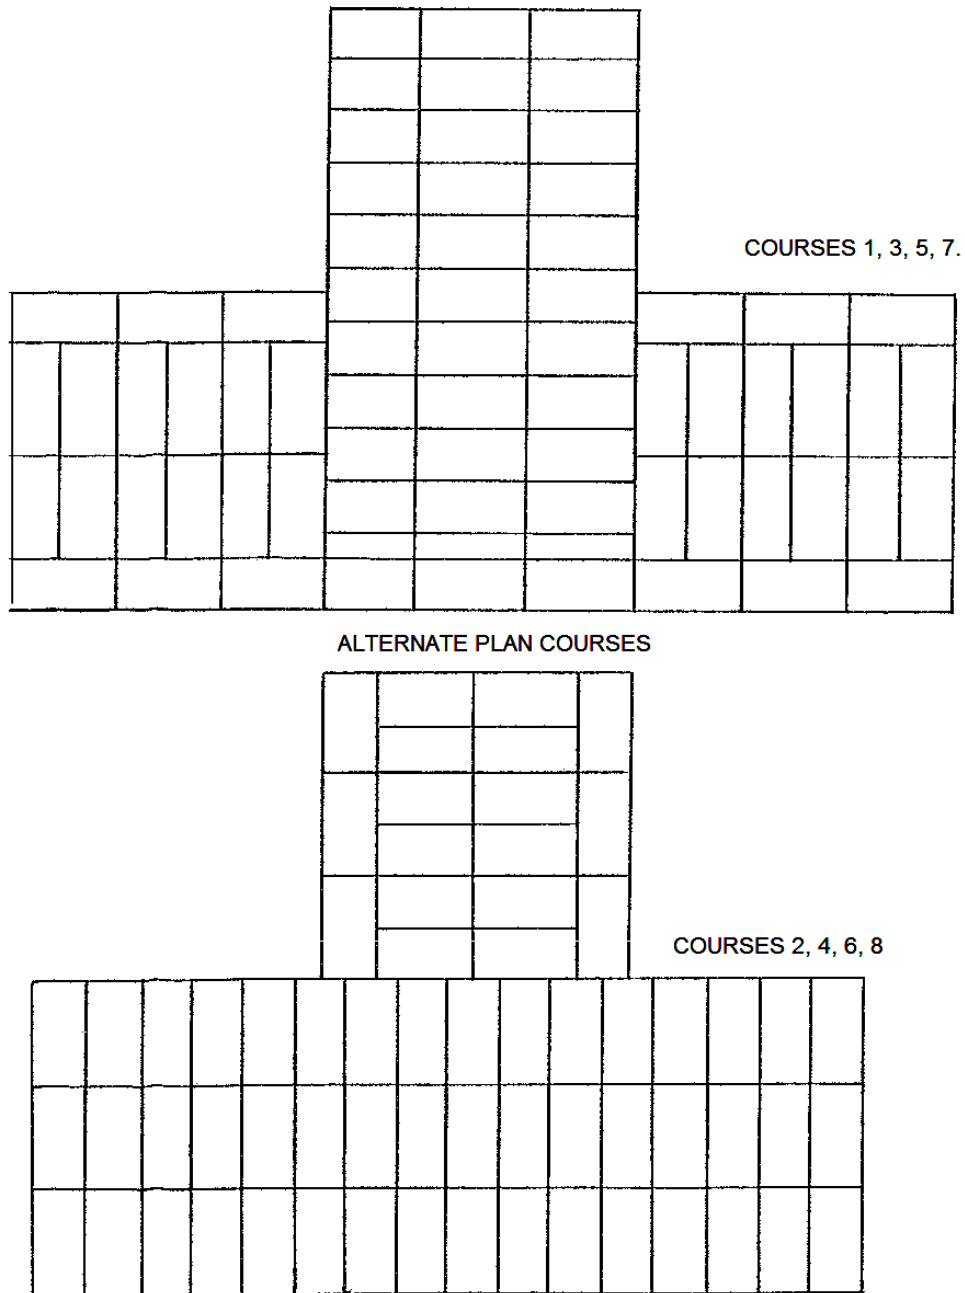 COURSES 1, 3, 5, 7.
ALTERNATE PLAN COURSES
COURSES 2, 4, 6, 8